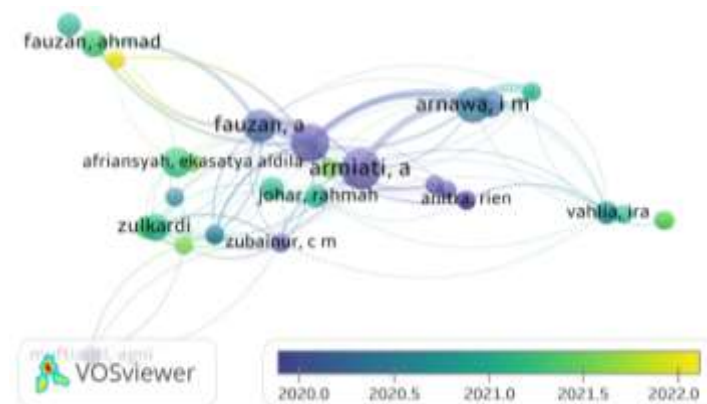 fauzan, ahmad
arnawa, i m
fauzan, a
afriansyah, ekasatya aldila
armiati, a
johar, rahmah
anitra, rien
vahlia, ira
zulkardi
zubainur, c m
VOSviewer
2020.0 2020.5 2021.0 2021.5 2022.0